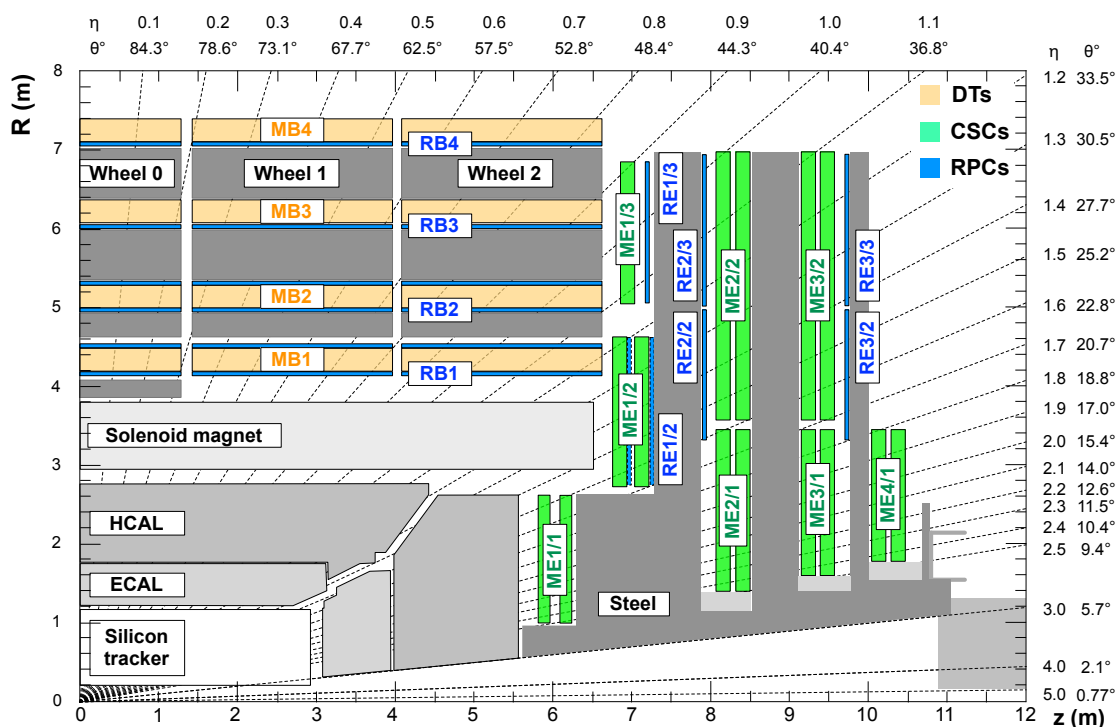 η 0.1 0.2 0.3 0.4 0.5 0.6 0.7 0.8 0.9 1.0 1.1
θ° 84.3° 78.6° 73.1° 67.7° 62.5° 57.5° 52.8° 48.4° 44.3° 40.4° 36.8° η θ°
R (m)
8
7
6
5
4
3
2
1
0
1.2 33.5°
1.3 30.5°
1.4 27.7°
1.5 25.2°
1.6 22.8°
1.7 20.7°
1.8 18.8°
1.9 17.0°
2.0 15.4°
2.1 14.0°
2.2 12.6°
2.3 11.5°
2.4 10.4°
2.5 9.4°
3.0 5.7°
4.0 2.1°
5.0 0.77°
DTs
CSCs
RPCs
MB4
RB4
Wheel 0 Wheel 1 Wheel 2
MB3
RB3
MB2
RB2
MB1
RB1
Solenoid magnet
HCAL
ECAL
Silicon
tracker
Steel
ME1/3
RE1/3
RE2/3
ME2/2
ME3/2
RE3/3
RE2/2
RE3/2
ME1/2
RE1/2
ME2/1
ME3/1
ME4/1
ME1/1
0 1 2 3 4 5 6 7 8 9 10 11 12
z (m)